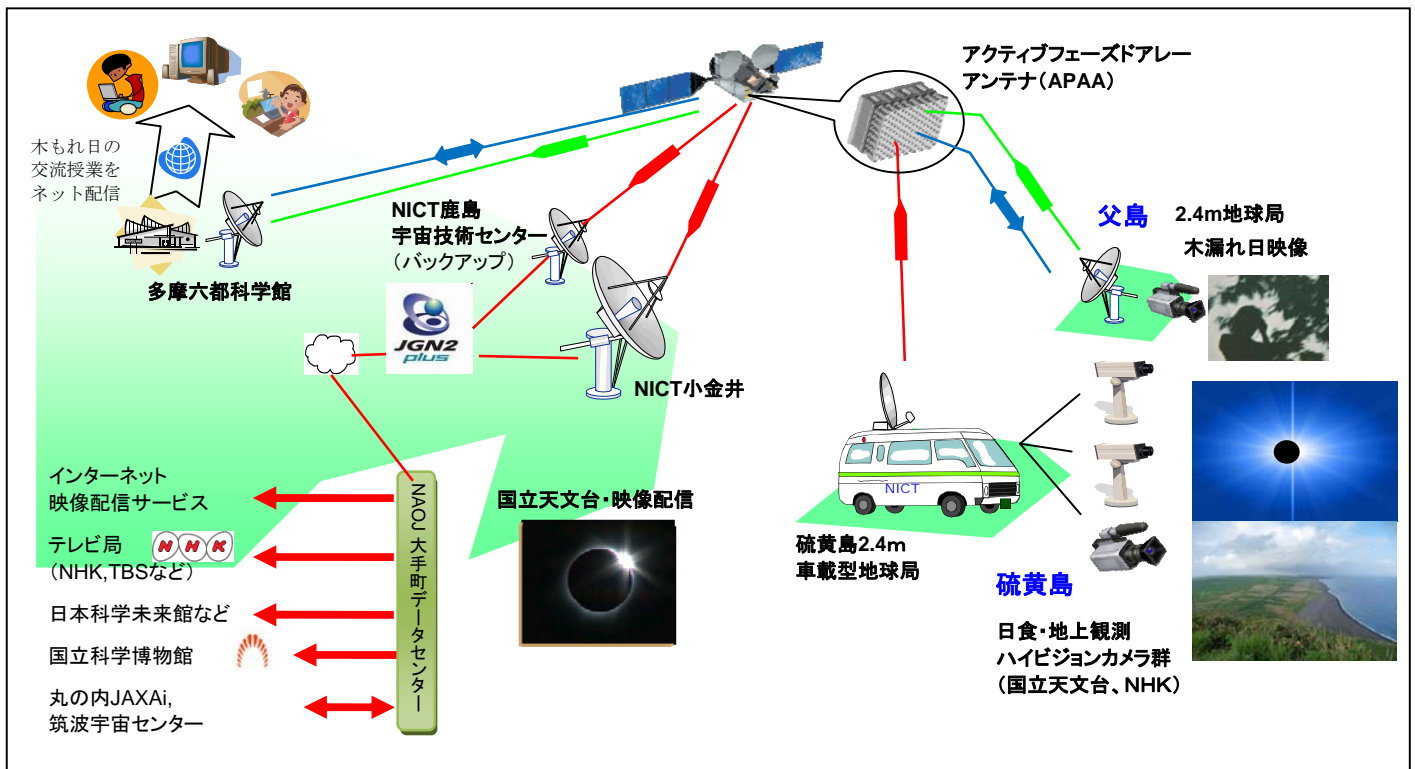 アクティブフェーズドアレー
アンテナ(APAA)
木もれ日の
交流授業を
ネット配信
多摩六都科学館
NICT鹿島
宇宙技術センター
(バックアップ)
JGN2
plus
NICT小金井
父島
2.4m地球局
木漏れ日映像
NICT
硫黄島2.4m
車載型地球局
硫黄島
日食・地上観測
ハイビジョンカメラ群
(国立天文台、NHK)
国立天文台・映像配信
NAOJ 大手町データセンター
インターネット
映像配信サービス
テレビ局
NHK
(NHK,TBSなど)
日本科学未来館など
国立科学博物館
丸の内JAXAi,
筑波宇宙センター